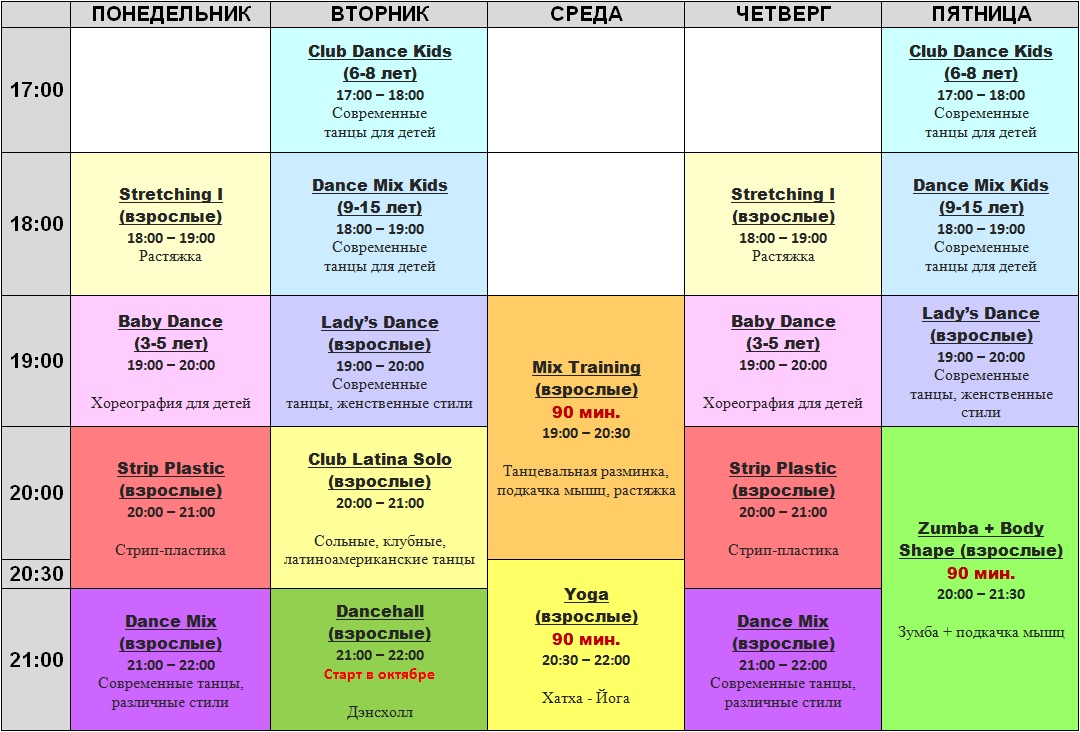 ПОНЕДЕЛЬНИК
ВТОРНИК
СРЕДА
ЧЕТВЕРГ
ПЯТНИЦА
17:00
Club Dance Kids
(6-8 лет)
17:00 – 18:00
Современные
танцы для детей
Club Dance Kids
(6-8 лет)
17:00 – 18:00
Современные
танцы для детей
18:00
Stretching I
(взрослые)
18:00 – 19:00
Растяжка
Dance Mix Kids
(9-15 лет)
18:00 – 19:00
Современные
танцы для детей
Stretching I
(взрослые)
18:00 – 19:00
Растяжка
Dance Mix Kids
(9-15 лет)
18:00 – 19:00
Современные
танцы для детей
19:00
Baby Dance
(3-5 лет)
19:00 – 20:00
Хореография для детей
Lady’s Dance
(взрослые)
19:00 – 20:00
Современные
танцы, женственные стили
Mix Training
(взрослые)
90 мин.
19:00 – 20:30
Танцевальная разминка,
подкачка мышц, растяжка
Baby Dance
(3-5 лет)
19:00 – 20:00
Хореография для детей
Lady’s Dance
(взрослые)
19:00 – 20:00
Современные
танцы, женственные
стили
20:00
Strip Plastic
(взрослые)
20:00 – 21:00
Стрип-пластика
Club Latina Solo
(взрослые)
20:00 – 21:00
Сольные, клубные,
латиноамериканские танцы
Strip Plastic
(взрослые)
20:00 – 21:00
Стрип-пластика
Zumba + Body
Shape (взрослые)
90 мин.
20:00 – 21:30
Зумба + подкачка мышц
20:30
Yoga
(взрослые)
90 мин.
20:30 – 22:00
Хатха - Йога
21:00
Dance Mix
(взрослые)
21:00 – 22:00
Современные танцы,
различные стили
Dancehall
(взрослые)
21:00 – 22:00
Старт в октябре
Дэнсхолл
Dance Mix
(взрослые)
21:00 – 22:00
Современные танцы,
различные стили